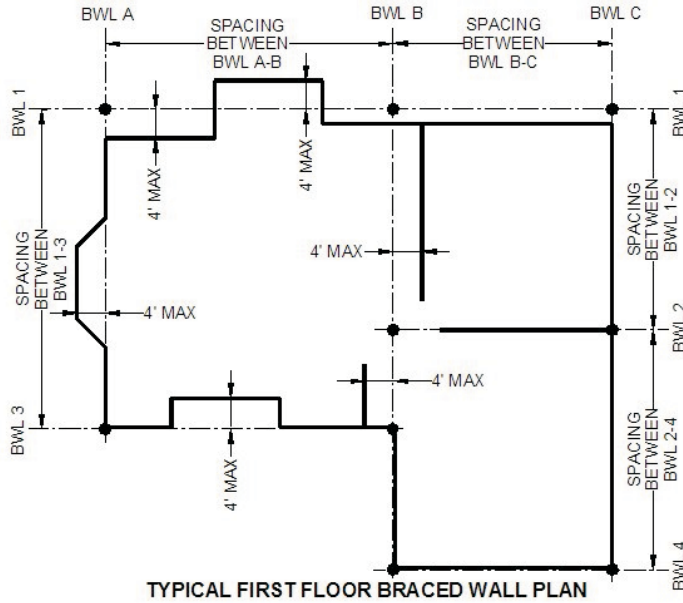 BWL A
SPACING
BETWEEN
BWL A-B
BWL B
SPACING
BETWEEN
BWL B-C
BWL C
BWL 1
BWL 1
4' MAX
4' MAX
SPACING
BETWEEN
BWL 1-3
SPACING
BETWEEN
BWL 1-2
4' MAX
4' MAX
BWL 2
4' MAX
BWL 3
4' MAX
SPACING
BETWEEN
BWL 2-4
BWL 4
TYPICAL FIRST FLOOR BRACED WALL PLAN